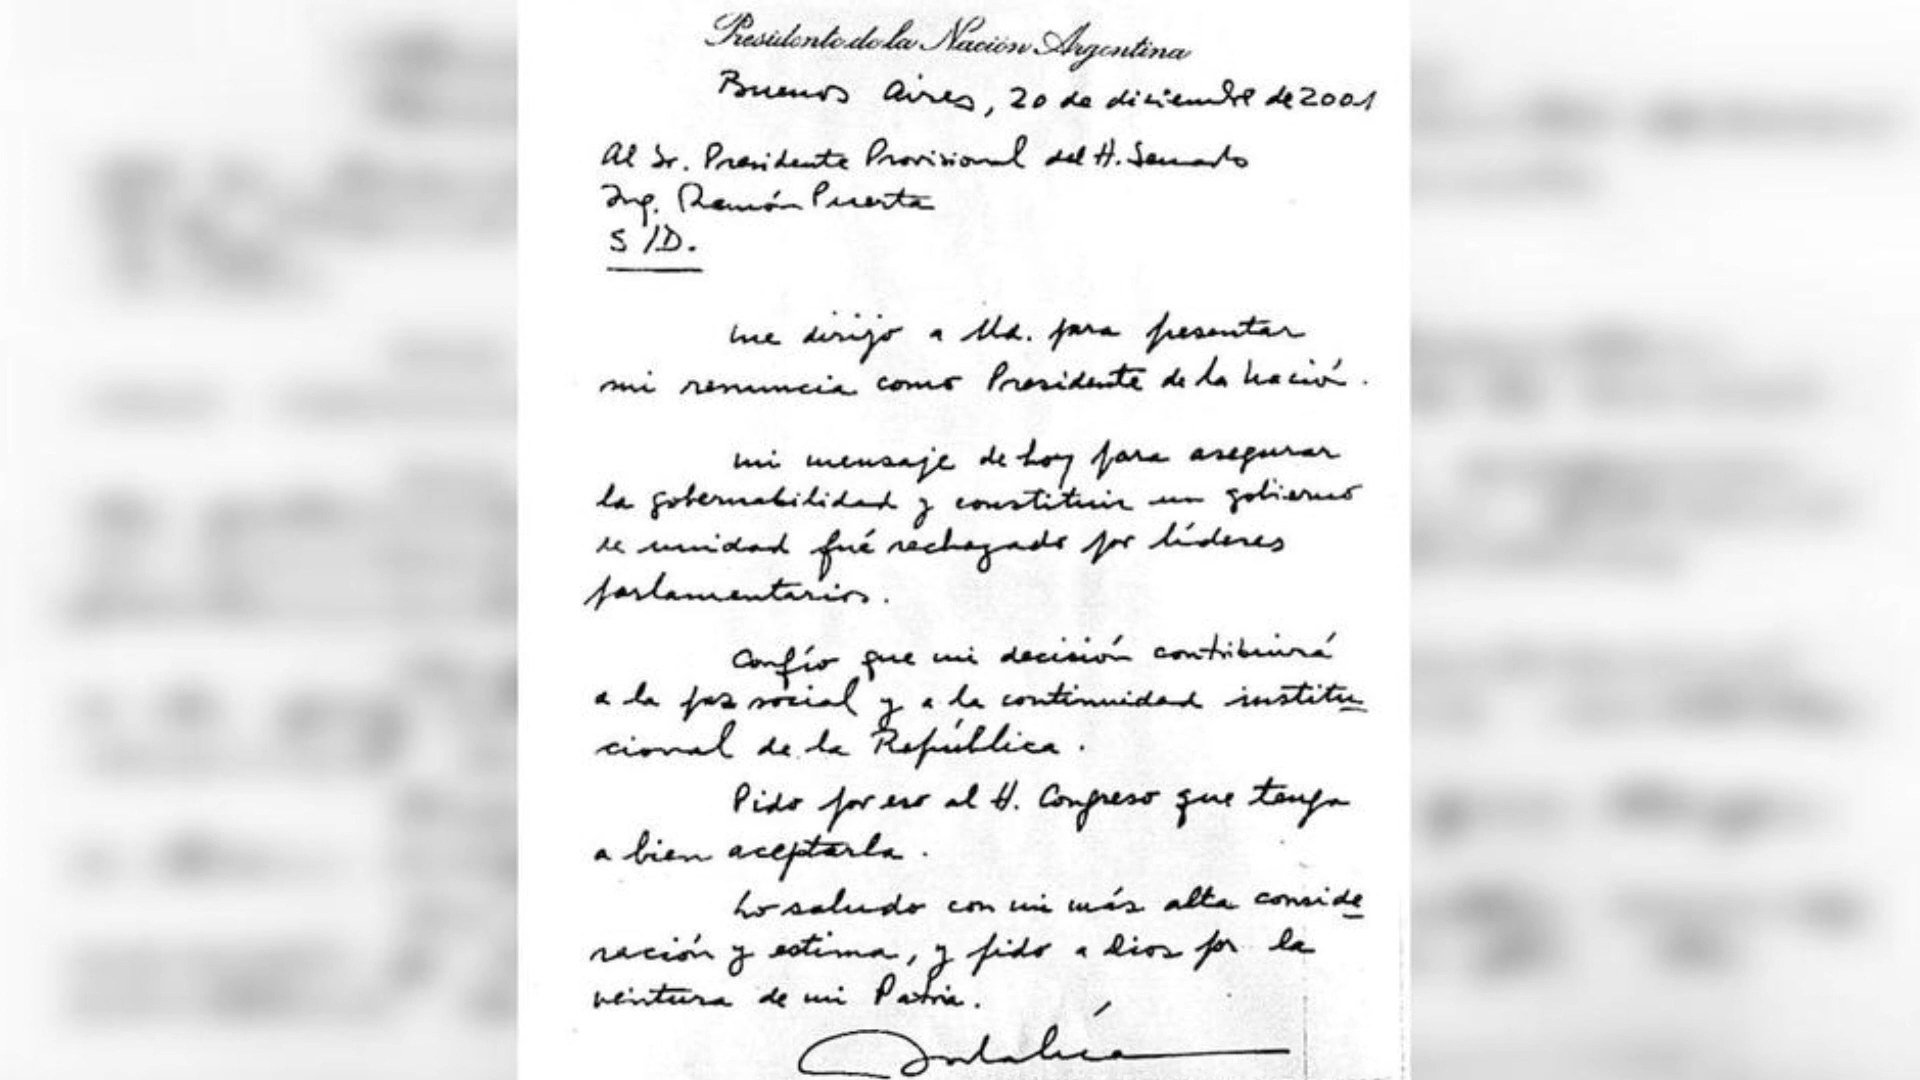 Presidente de la Nación Argentina
Buenos Aires, 20 de diciembre de 2001
Al Sr. Presidente Provisional del H. Senado
Ing. Ramón Puerta
S/D.
Me dirijo a Ud. para presentar
mi renuncia como Presidente de la Nación.
Mi mensaje de hoy para asegurar
la gobernabilidad y constituir un gobierno
de unidad fué rechazado por líderes
parlamentarios.
Confío que mi decisión contribuirá
a la paz social y a la continuidad institu
cional de la República.
Pido por eso al H. Congreso que tenga
a bien aceptarla.
Lo saludo con mi más alta conside
ración y estima, y pido a Dios por la
ventura de mi Patria.